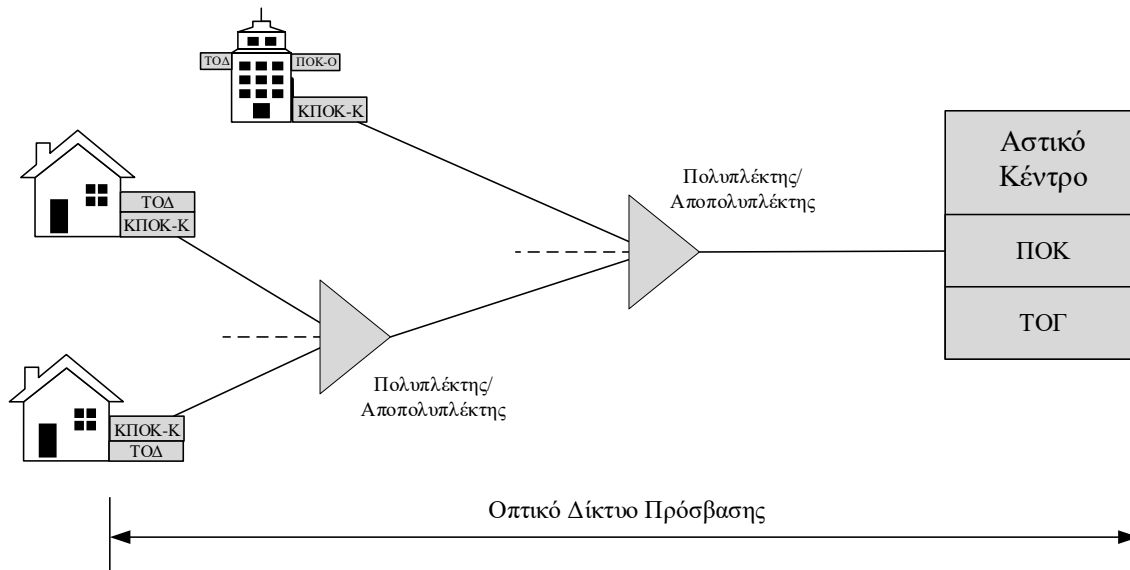 ΤΟΔ
ΠΟΚ-Ο
ΚΠΟΚ-Κ
ΤΟΔ
ΚΠΟΚ-Κ
Πολυπλέκτης/
Αποπολυπλέκτης
Αστικό
Κέντρο
ΠΟΚ
ΤΟΓ
Πολυπλέκτης/
Αποπολυπλέκτης
ΚΠΟΚ-Κ
ΤΟΔ
Οπτικό Δίκτυο Πρόσβασης